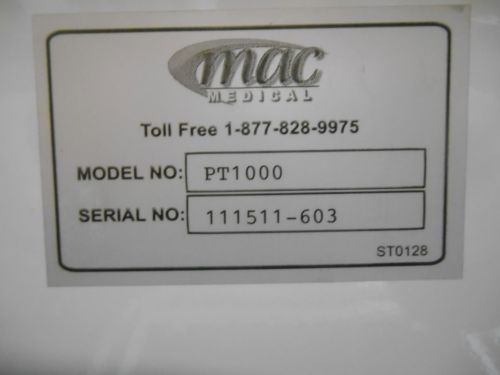 mac
MEDICAL
Toll Free 1-877-828-9975
MODEL NO: PT1000
SERIAL NO: 111511-603
ST0128